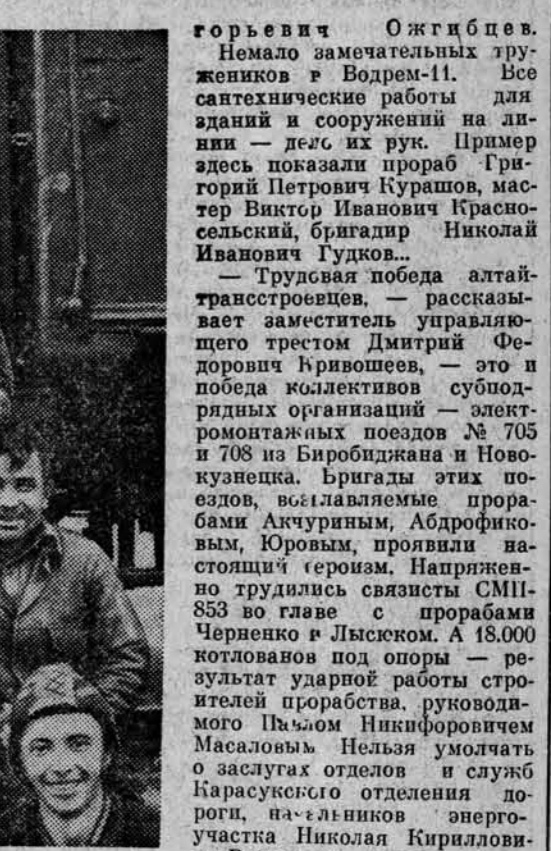 горьевич Ожгибцев.
Немало замечательных тру-
жеников в Водрем-11. Все
сантехнические работы для
зданий и сооружений на ли-
нии — дело их рук. Пример
здесь показали прораб Гри-
горий Петрович Курашов, мас-
тер Виктор Иванович Красно-
сельский, бригадир Николай
Иванович Гудков...
— Трудовая победа алтай-
трансстроевцев, — рассказы-
вает заместитель управляю-
щего трестом Дмитрий Фе-
дорович Кривошеев, — это и
победа коллективов субпод-
рядных организаций — элект-
ромонтажных поездов № 705
и 708 из Биробиджана и Ново-
кузнецка. Бригады этих по-
ездов, возглавляемые прора-
бами Акчуриным, Абдрофико-
вым, Юровым, проявили на-
стоящий героизм. Напряжен-
но трудились связисты СМП-
853 во главе с прорабами
Черненко и Лысюком. А 18.000
котлованов под опоры — ре-
зультат ударной работы стро-
ителей прорабства, руководи-
мого Павлом Никифоровичем
Масаловым Нельзя умолчать
о заслугах отделов и служб
Карасукского отделения до-
роги, начальников энерго-
участка Николая Кириллови-